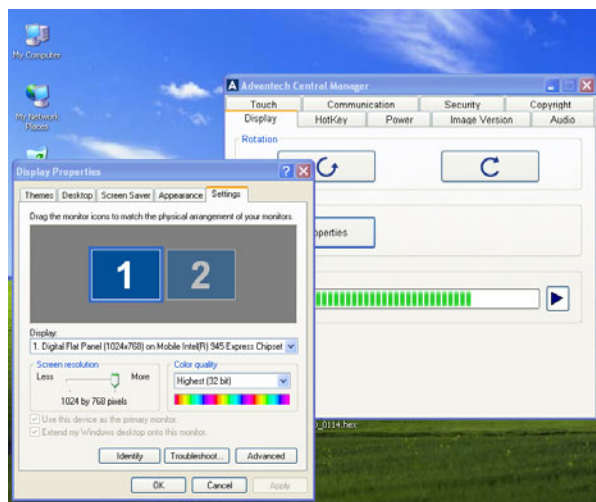 My Computer
My Network
Places
Advantech Central Manager
Touch Communication Security Copyright
Display HotKey Power Image Version Audio
Rotation
Display Properties
Themes Desktop Screen Saver Appearance Settings
Drag the monitor icons to match the physical arrangement of your monitors.
1 2
operties
Display:
1. Digital Flat Panel (1024x768) on Mobile Intel(R) 945 Express Chipset
Screen resolution
Less More
1024 by 768 pixels
Color quality
Highest (32 bit)
Use this device as the primary monitor.
Extend my Windows desktop onto this monitor.
_0114.hex
Identify Troubleshoot... Advanced
OK Cancel Apply